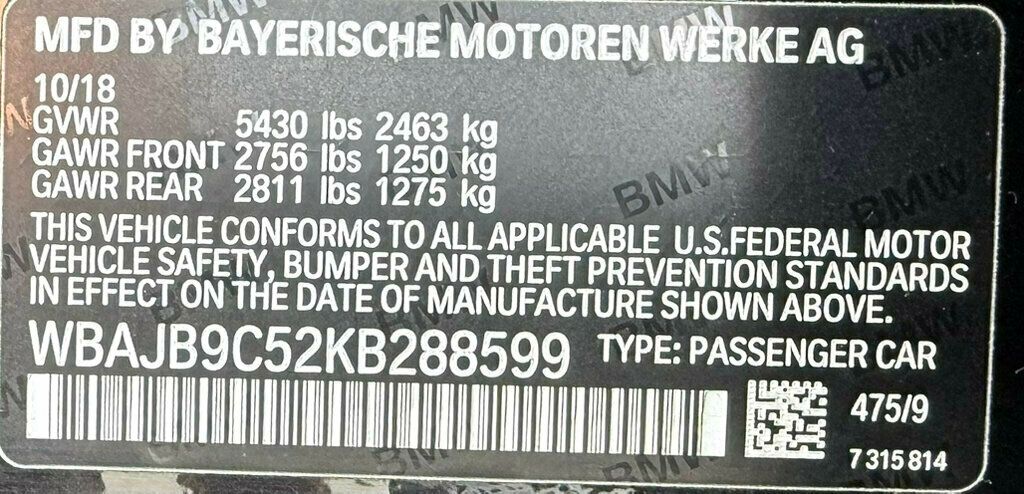 MFD BY BAYERISCHE MOTOREN WERKE AG
10/18
GVWR 5430 lbs 2463 kg
GAWR FRONT 2756 lbs 1250 kg
GAWR REAR 2811 lbs 1275 kg
THIS VEHICLE CONFORMS TO ALL APPLICABLE U.S.FEDERAL MOTOR
VEHICLE SAFETY, BUMPER AND THEFT PREVENTION STANDARDS
IN EFFECT ON THE DATE OF MANUFACTURE SHOWN ABOVE.
WBAJB9C52KB288599 TYPE: PASSENGER CAR
475/9
7 315 814
BMW
BMW
BMW